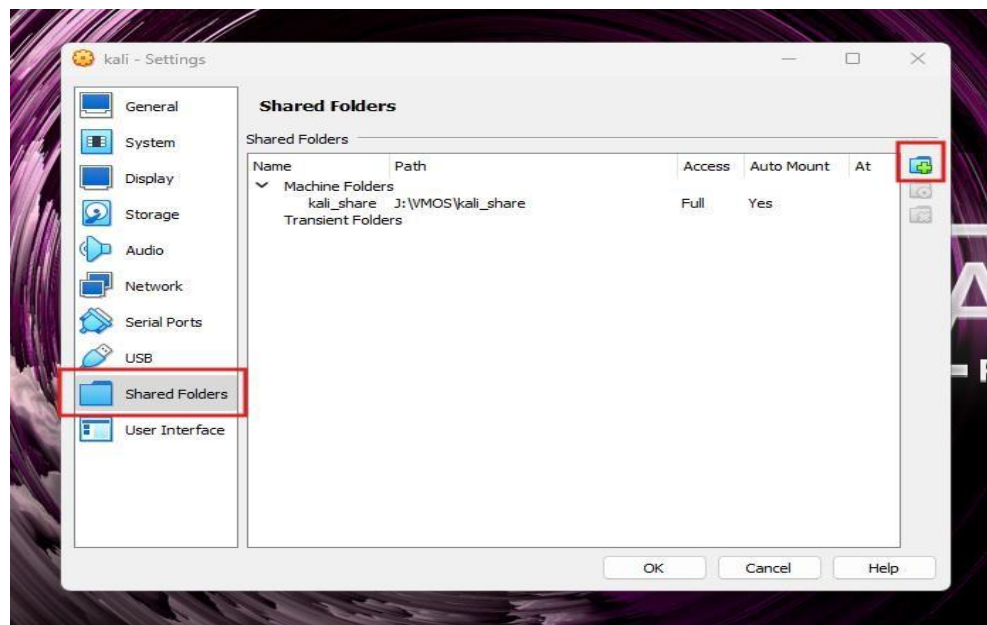 kali - Settings
General
System
Display
Storage
Audio
Network
Serial Ports
USB
Shared Folders
User Interface
Shared Folders
Shared Folders
Name Path Access Auto Mount At
Machine Folders
kali_share J:\VMOS\kali_share Full Yes
Transient Folders
OK Cancel Help